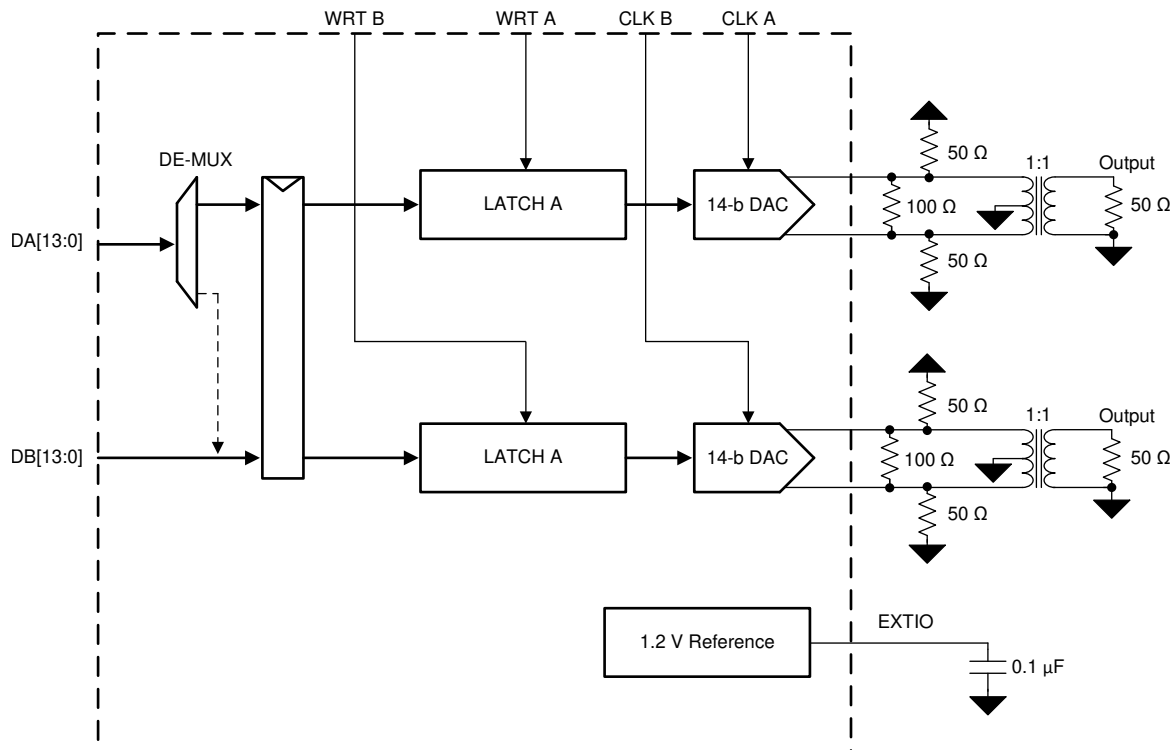 WRT B
WRT A
CLK B
CLK A
DE-MUX
DA[13:0]
LATCH A
14-b DAC
50 Ω
100 Ω
50 Ω
1:1
Output
50 Ω
DB[13:0]
LATCH A
14-b DAC
50 Ω
100 Ω
50 Ω
1:1
Output
50 Ω
1.2 V Reference
EXTIO
0.1 µF